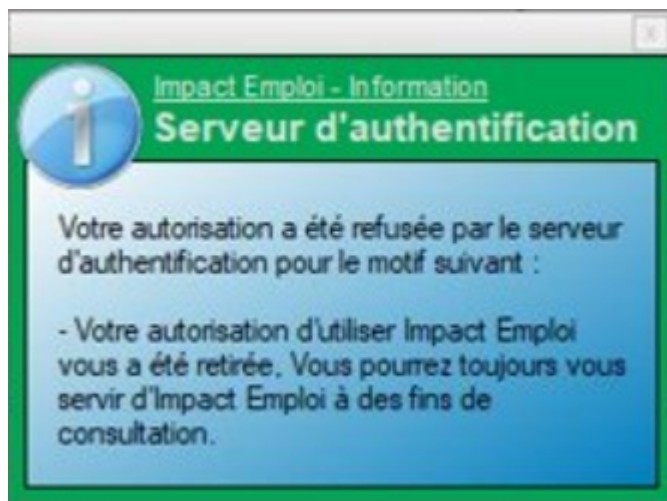 Impact Emploi - Information
Serveur d'authentification
Votre autorisation a été refusée par le serveur
d'authentification pour le motif suivant :
- Votre autorisation d'utiliser Impact Emploi
vous a été retirée, Vous pourrez toujours vous
servir d'Impact Emploi à des fins de
consultation.